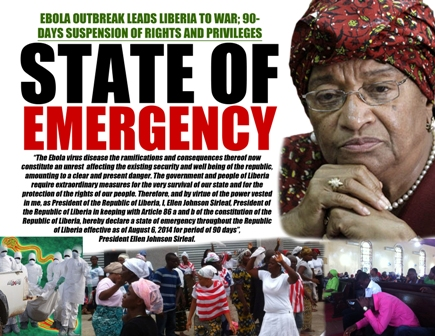 EBOLA OUTBREAK LEADS LIBERIA TO WAR; 90-
DAYS SUSPENSION OF RIGHTS AND PRIVILEGES
STATE OF
EMERGENCY
"The Ebola virus disease the ramifications and consequences thereof now
constitute an unrest affecting the existing security and well being of the republic,
amounting to a clear and present danger. The government and people of Liberia
require extraordinary measures for the very survival of our state and for the
protection of the rights of our people. Therefore, and by virtue of the power vested
in me, as President of the Republic of Liberia, I, Ellen Johnson Sirleaf, President of
the Republic of Liberia in keeping with Article 86 a and b of the constitution of the
Republic of Liberia, hereby declare a state of emergency throughout the Republic
of Liberia effective as of August 6, 2014 for period of 90 days",
President Ellen Johnson Sirleaf.